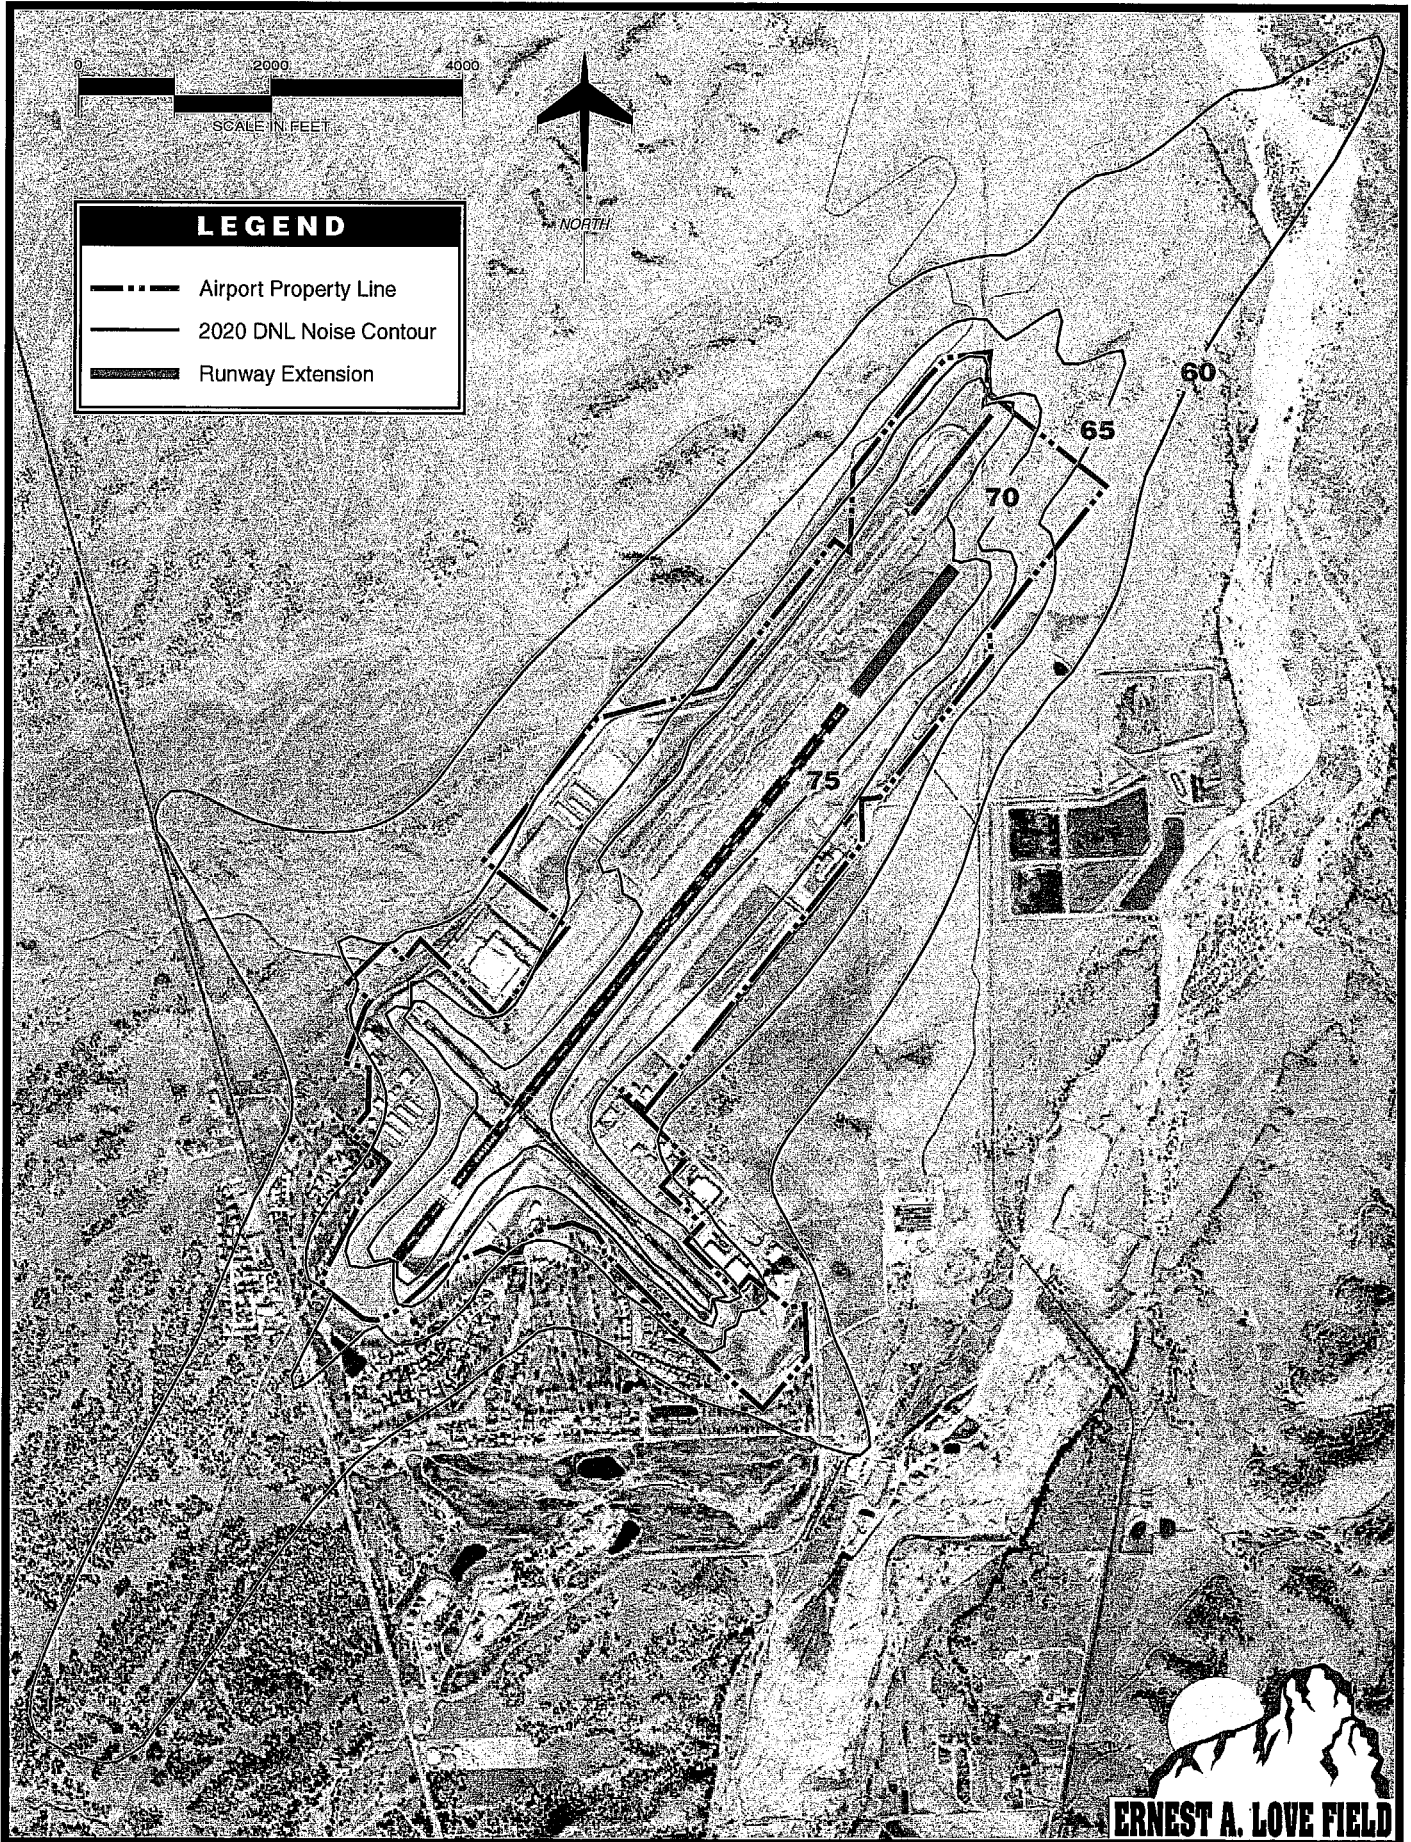 0 2000 4000
SCALE IN FEET
NORTH
LEGEND
Airport Property Line
2020 DNL Noise Contour
Runway Extension
60
65
70
75
ERNEST A. LOVE FIELD